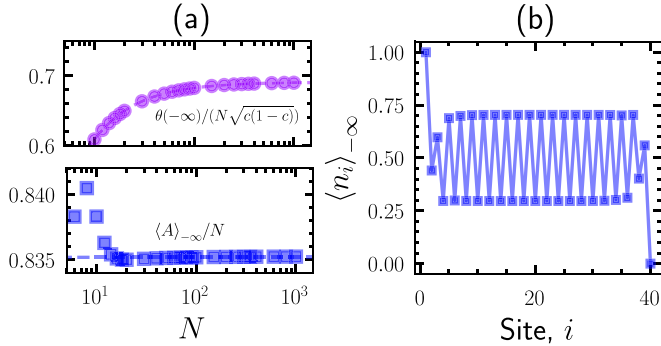 (a)
0.7
0.6
θ(−∞)/(N√c(1−c))
0.840
0.835
⟨A⟩−∞/N
10¹
10²
10³
N
(b)
⟨nᵢ⟩−∞
1.00
0.75
0.50
0.25
0.00
0
20
40
Site, i